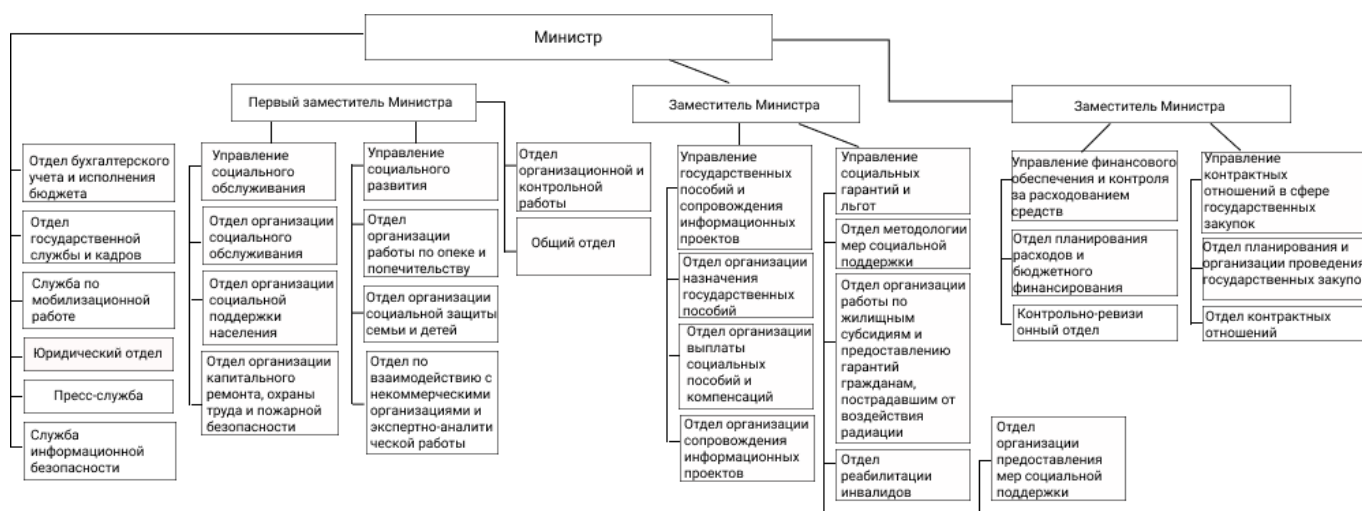 Министр
Первый заместитель Министра
Заместитель Министра
Заместитель Министра
Отдел бухгалтерского
учета и исполнения
бюджета
Отдел
государственной
службы и кадров
Служба по
мобилизационной
работе
Юридический отдел
Пресс-служба
Служба
информационной
безопасности
Управление
социального
обслуживания
Отдел организации
социального
обслуживания
Отдел организации
социальной
поддержки
населения
Отдел организации
капитального
ремонта, охраны
труда и пожарной
безопасности
Управление
социального
развития
Отдел
организации
работы по опеке и
попечительству
Отдел организации
социальной защиты
семьи и детей
Отдел по
взаимодействию с
некоммерческими
организациями и
экспертно-аналити
ческой работы
Отдел
организационной и
контрольной
работы
Общий отдел
Управление
государственных
пособий и
сопровождения
информационных
проектов
Отдел организации
назначения
государственных
пособий
Отдел организации
выплаты
социальных
пособий и
компенсаций
Отдел организации
сопровождения
информационных
проектов
Управление
социальных
гарантий и
льгот
Отдел методологии
мер социальной
поддержки
Отдел организации
работы по
жилищным
субсидиям и
предоставлению
гарантий
гражданам,
пострадавшим от
воздействия
радиации
Отдел
реабилитации
инвалидов
Отдел
организации
предоставления
мер социальной
поддержки
Управление финансового
обеспечения и контроля
за расходованием
средств
Отдел планирования
расходов и
бюджетного
финансирования
Контрольно-ревизи
онный отдел
Управление
контрактных
отношений в сфере
государственных
закупок
Отдел планирования и
организации проведения
государственных закупок
Отдел контрактных
отношений